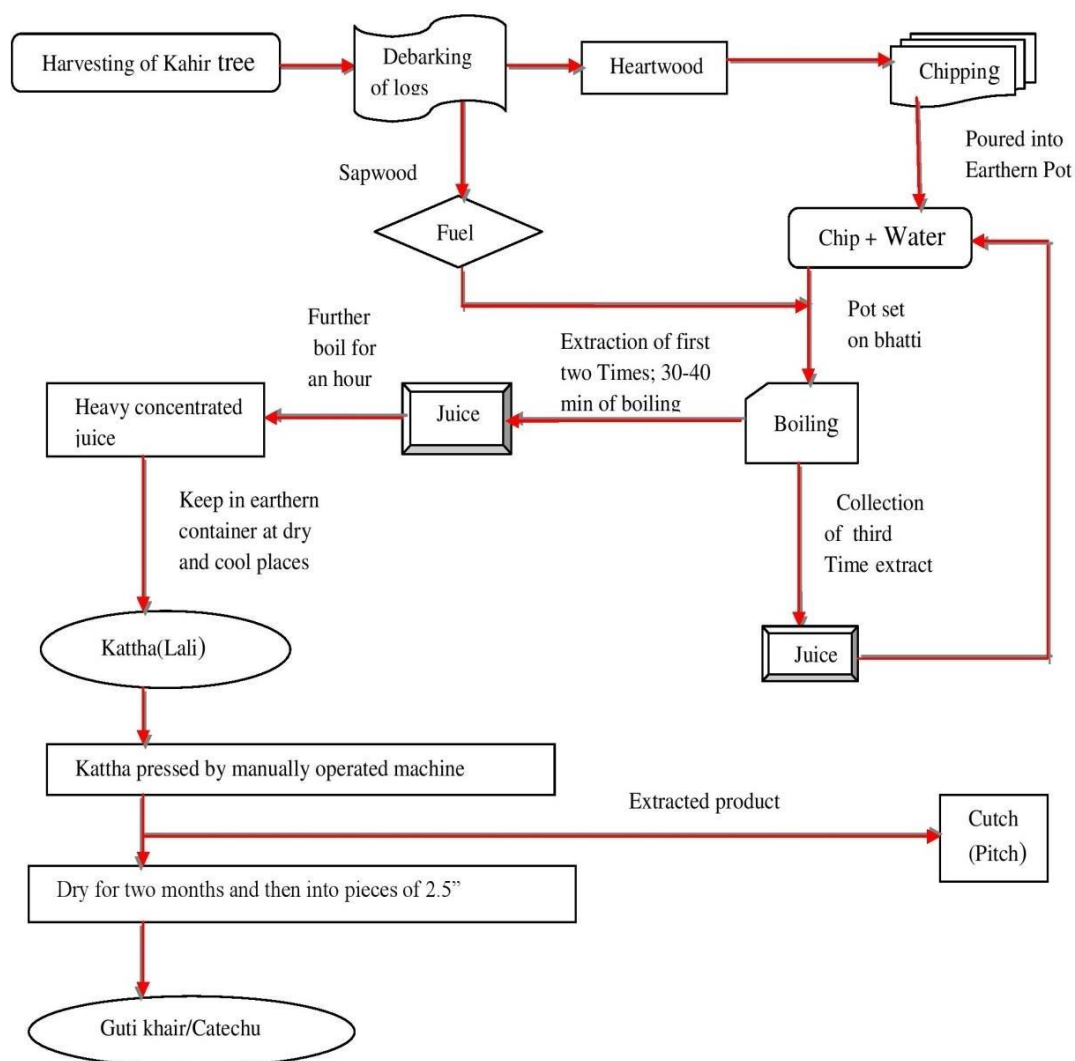 Harvesting of Kahir tree
Debarking
of logs
Heartwood
Chipping
Poured into
Earthern Pot
Sapwood
Fuel
Chip + Water
Pot set
on bhatti
Further
boil for
an hour
Extraction of first
two Times; 30-40
min of boiling
Heavy concentrated
juice
Juice
Boiling
Keep in earthern
container at dry
and cool places
Collection
of third
Time extract
Kattha(Lali)
Juice
Kattha pressed by manually operated machine
Extracted product
Cutch
(Pitch)
Dry for two months and then into pieces of 2.5”
Guti khair/Catechu